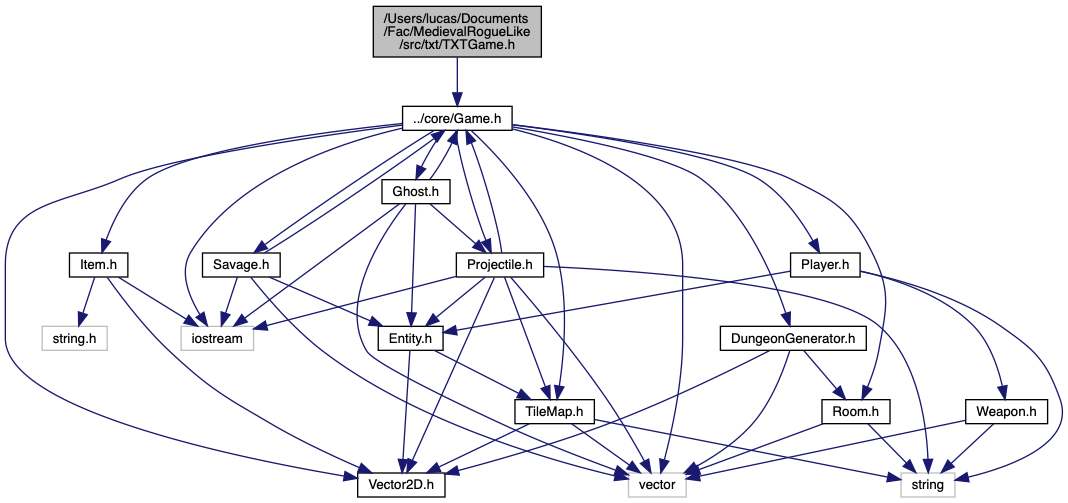 /Users/lucas/Documents
/Fac/MedievalRogueLike
/src/txt/TXTGame.h
../core/Game.h
Ghost.h
Item.h
Savage.h
Projectile.h
Player.h
string.h
iostream
Entity.h
DungeonGenerator.h
TileMap.h
Room.h
Weapon.h
Vector2D.h
vector
string